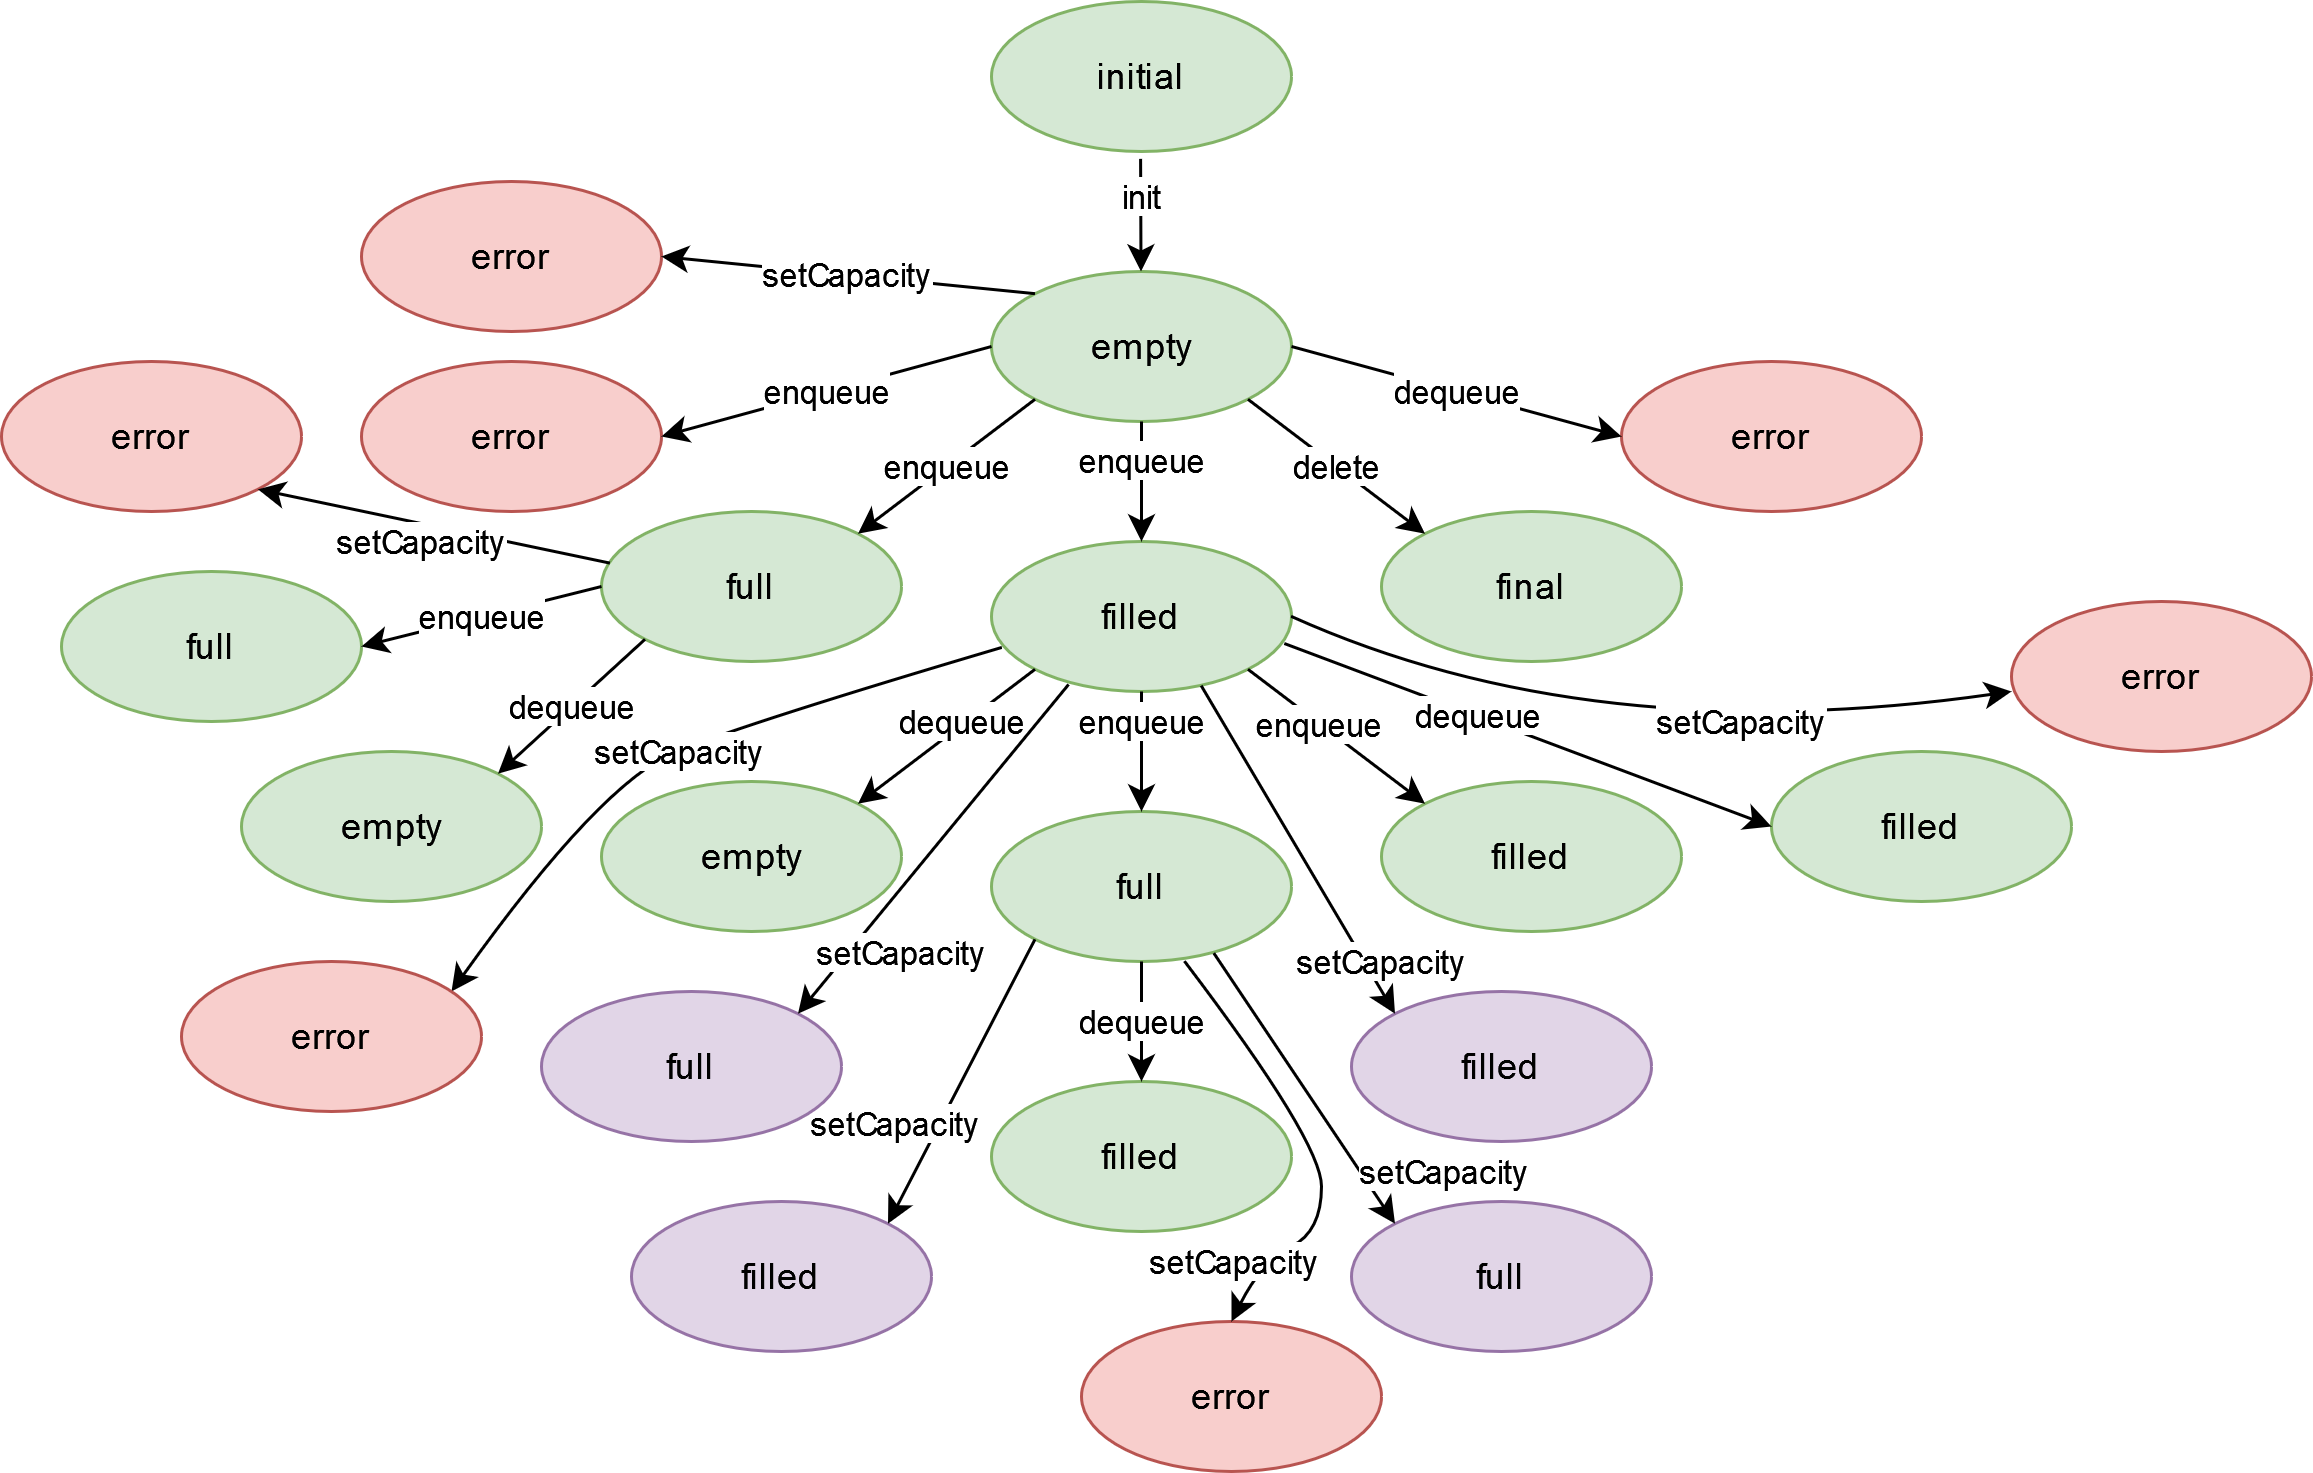 initial
init
error
setCapacity
empty
error
enqueue
error
dequeue
error
enqueue
enqueue
delete
setCapacity
full
filled
final
enqueue
full
error
dequeue
setCapacity
dequeue
enqueue
enqueue
dequeue
setCapacity
empty
empty
full
filled
filled
setCapacity
setCapacity
error
full
dequeue
filled
setCapacity
filled
setCapacity
filled
setCapacity
full
error